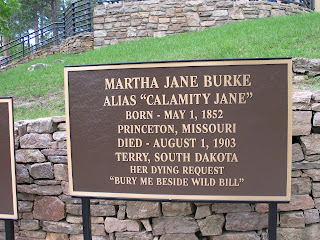 MARTHA JANE BURKE
ALIAS "CALAMITY JANE"
BORN - MAY 1, 1852
PRINCETON, MISSOURI
DIED - AUGUST 1, 1903
TERRY, SOUTH DAKOTA
HER DYING REQUEST
"BURY ME BESIDE WILD BILL"